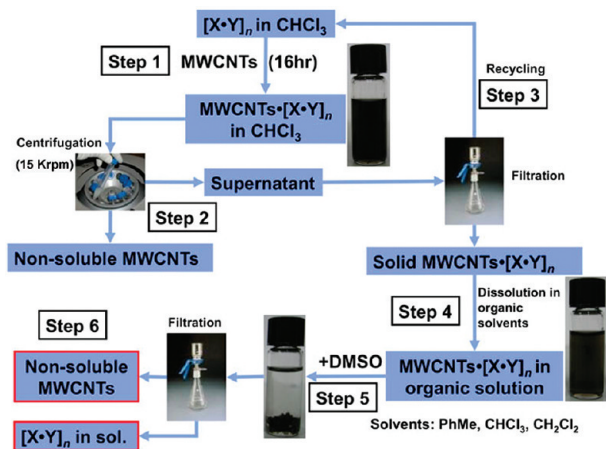 [X•Y]n in CHCl3
Step 1
MWCNTs (16hr)
Recycling
Step 3
MWCNTs•[X•Y]n
in CHCl3
Centrifugation
(15 Krpm)
Supernatant
Filtration
Step 2
Non-soluble MWCNTs
Solid MWCNTs•[X•Y]n
Step 4
Dissolution in
organic
solvents
Step 6
Filtration
+DMSO
Non-soluble
MWCNTs
MWCNTs•[X•Y]n in
organic solution
Step 5
[X•Y]n in sol.
Solvents: PhMe, CHCl3, CH2Cl2